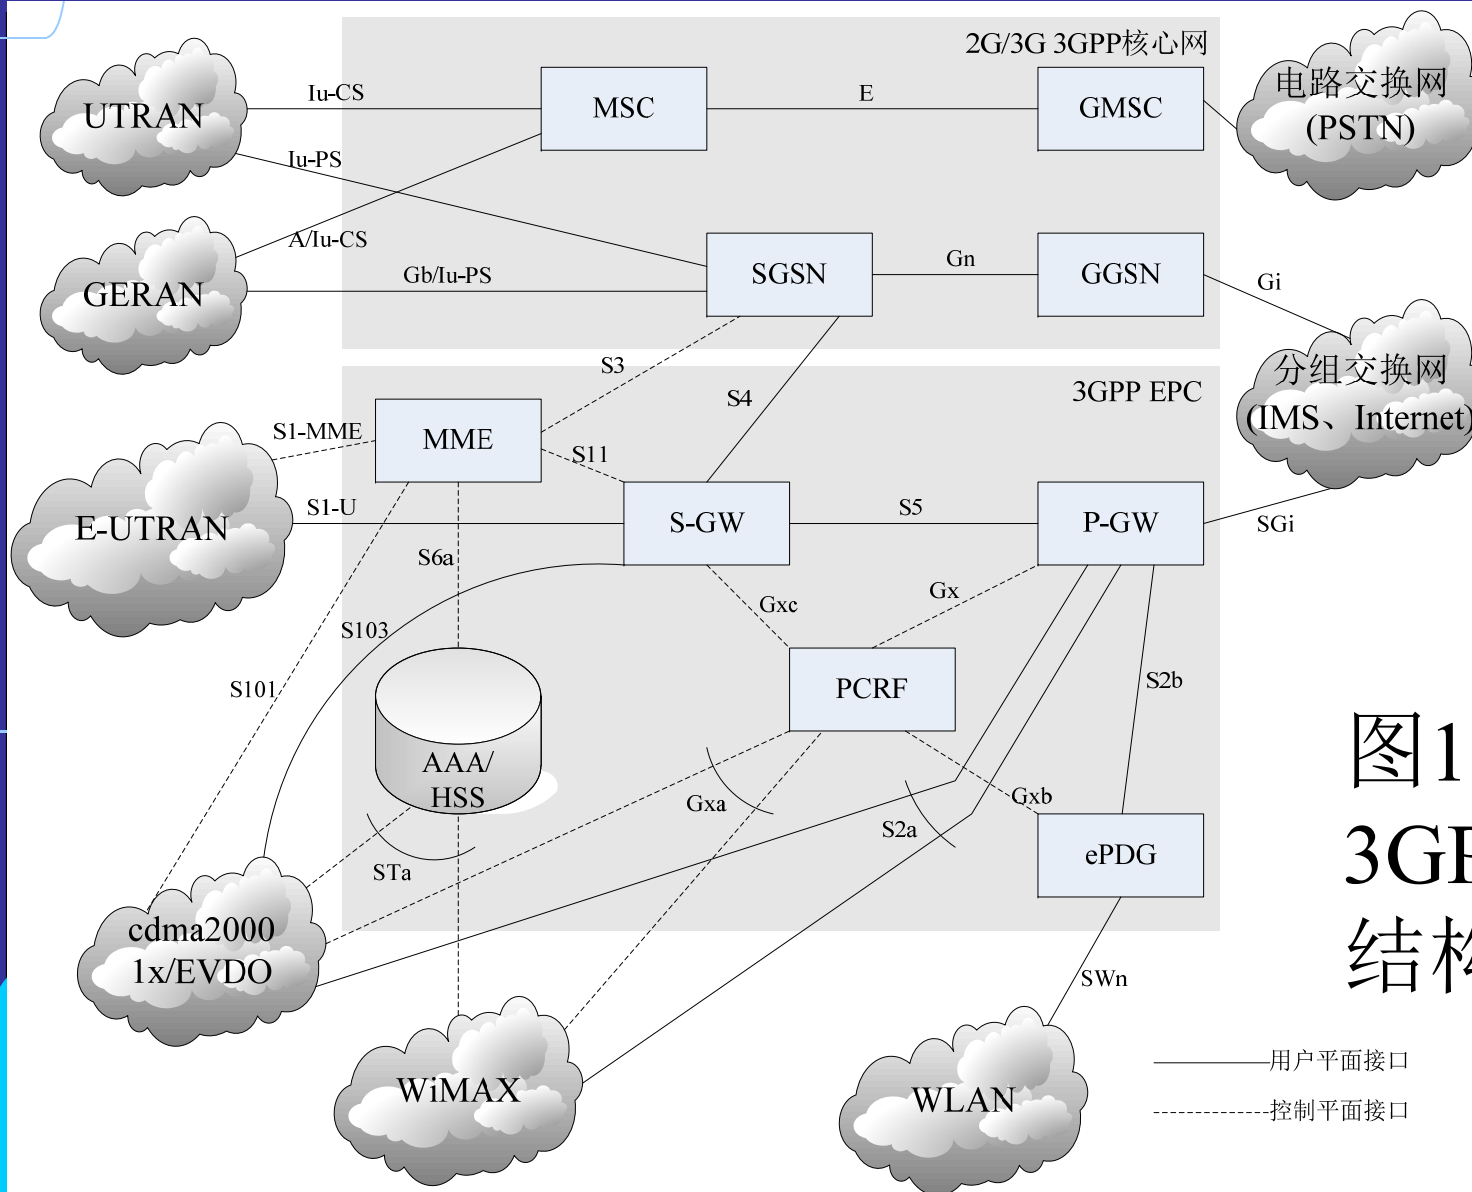 2G/3G 3GPP核心网
UTRAN
Iu-CS
MSC
E
GMSC
电路交换网
(PSTN)
Iu-PS
A/Iu-CS
GERAN
Gb/Iu-PS
SGSN
Gn
GGSN
Gi
S3
S4
3GPP EPC
分组交换网
(IMS、Internet)
S1-MME
MME
S11
E-UTRAN
S1-U
S-GW
S5
P-GW
SGi
S6a
Gxc
Gx
S103
S101
PCRF
S2b
AAA/
HSS
Gxa
S2a
Gxb
ePDG
STa
图1
结构
cdma2000
1x/EVDO
SWn
WiMAX
WLAN
用户平面接口
控制平面接口